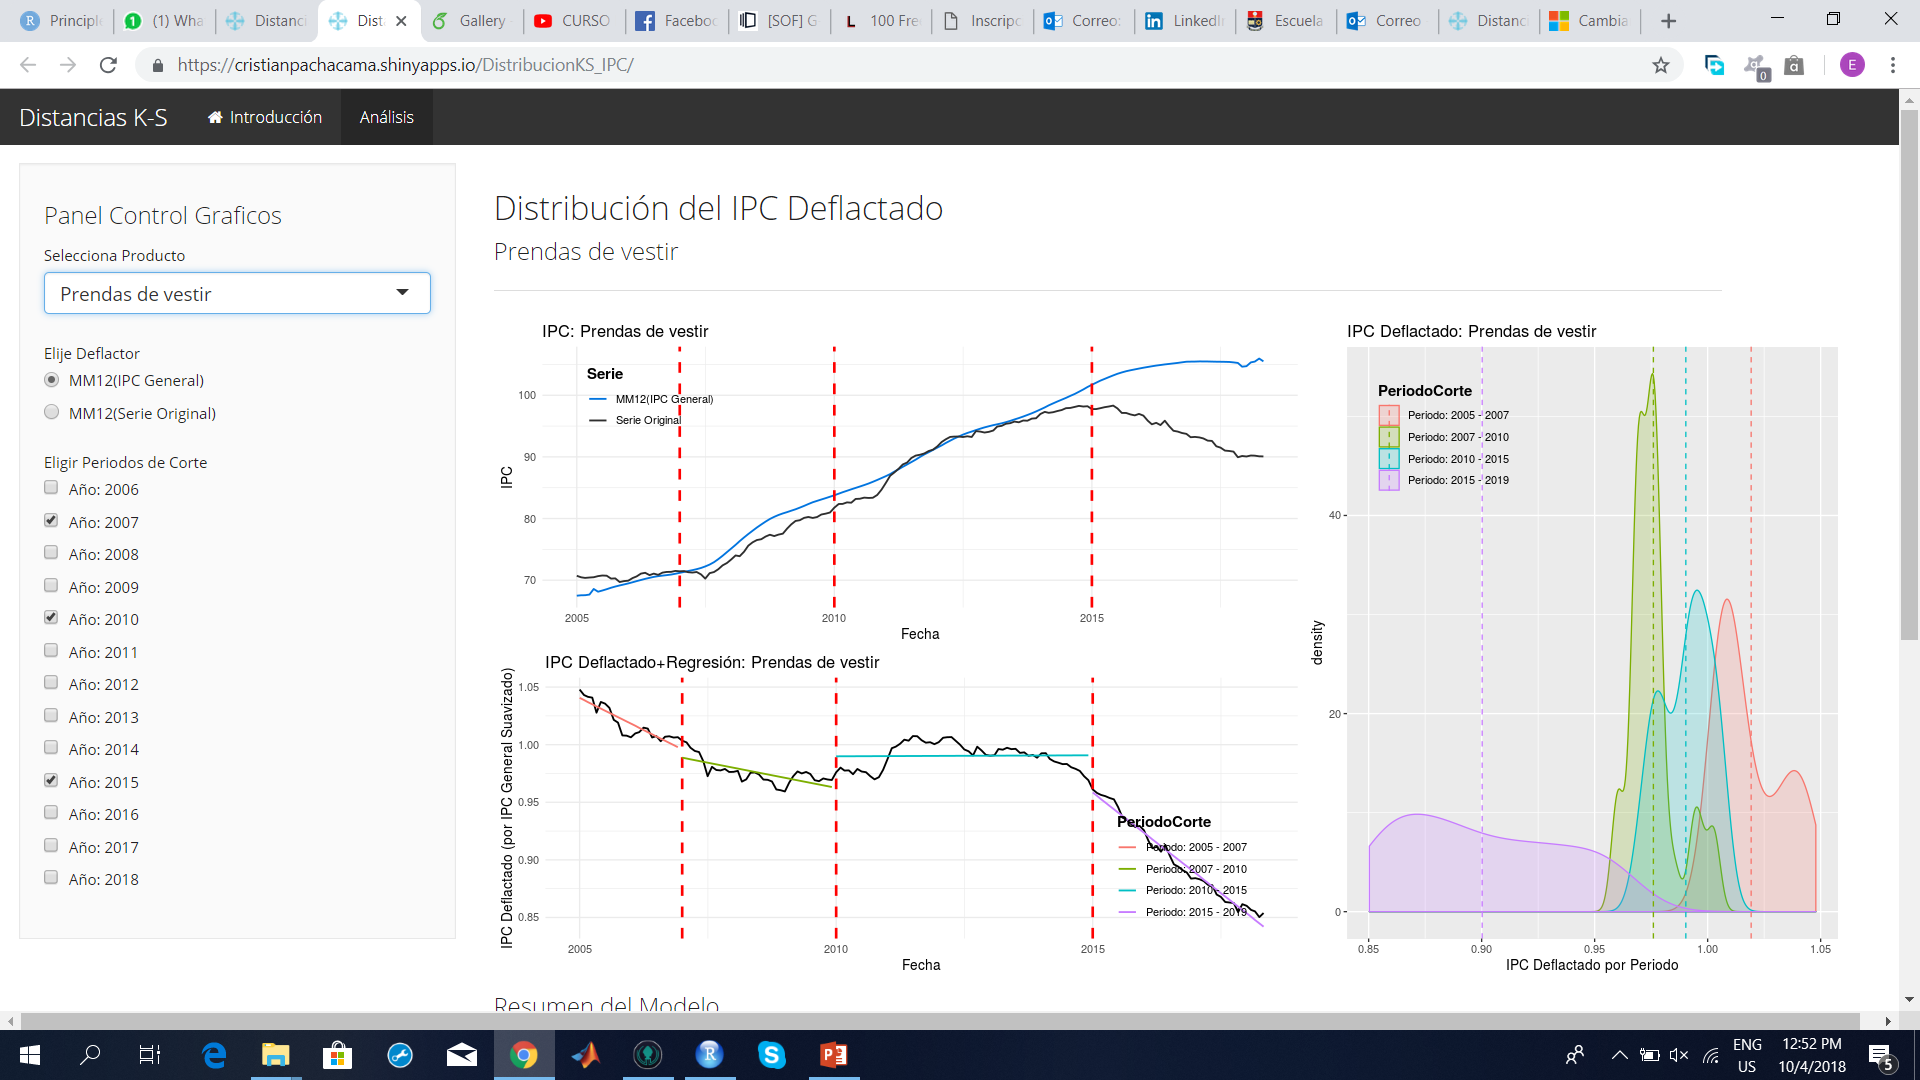 Principl
(1) Wha
Distanci
Dist
Gallery
CURSO
Faceboo
[SOF] G
100 Fre
Inscripc
Correo:
LinkedIn
Escuela
Correo
Distanc
Cambia
https://cristianpachacama.shinyapps.io/DistribucionKS_IPC/
0
E
Distancias K-S
Introducción
Análisis
Panel Control Graficos
Selecciona Producto
Prendas de vestir
Elije Deflactor
MM12(IPC General)
MM12(Serie Original)
Eligir Periodos de Corte
Año: 2006
Año: 2007
Año: 2008
Año: 2009
Año: 2010
Año: 2011
Año: 2012
Año: 2013
Año: 2014
Año: 2015
Año: 2016
Año: 2017
Año: 2018
Distribución del IPC Deflactado
Prendas de vestir
IPC: Prendas de vestir
Serie
MM12(IPC General)
Serie Original
100
90
80
70
IPC
2005
2010
2015
Fecha
IPC Deflactado+Regresión: Prendas de vestir
1.05
1.00
0.95
0.90
0.85
IPC Deflactado (por IPC General Suavizado)
PeriodoCorte
Periodo: 2005 - 2007
Periodo: 2007 - 2010
Periodo: 2010 - 2015
Periodo: 2015 - 2019
2005
2010
2015
Fecha
IPC Deflactado: Prendas de vestir
PeriodoCorte
Periodo: 2005 - 2007
Periodo: 2007 - 2010
Periodo: 2010 - 2015
Periodo: 2015 - 2019
40
20
0
density
0.85
0.90
0.95
1.00
1.05
IPC Deflactado por Periodo
Resumen del Modelo
ENG
US
12:52 PM
10/4/2018
5